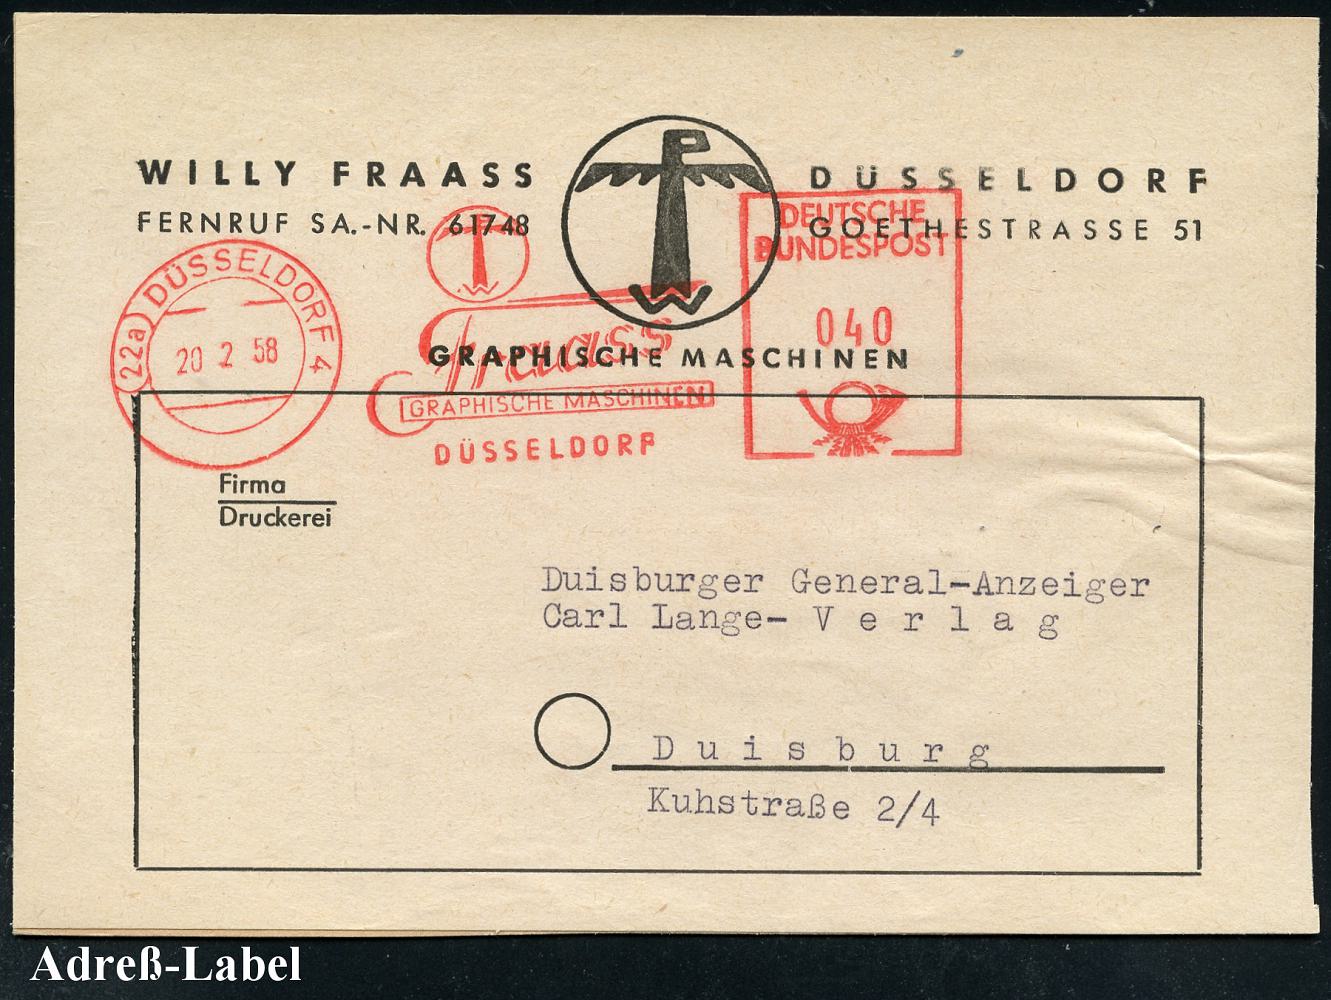 WILLY FRAASS
FERNRUF SA.-NR. 61748
DÜSSELDORF
GOETHESTRASSE 51
GRAPHISCHE MASCHINEN
(22a) DÜSSELDORF 4
20 2 58
Fraass
GRAPHISCHE MASCHINEN
DÜSSELDORF
DEUTSCHE
BUNDESPOST
040
Firma
Druckerei
Duisburger General-Anzeiger
Carl Lange- V e r l a g
D u i s b u r g
Kuhstraße 2/4
Adreß-Label